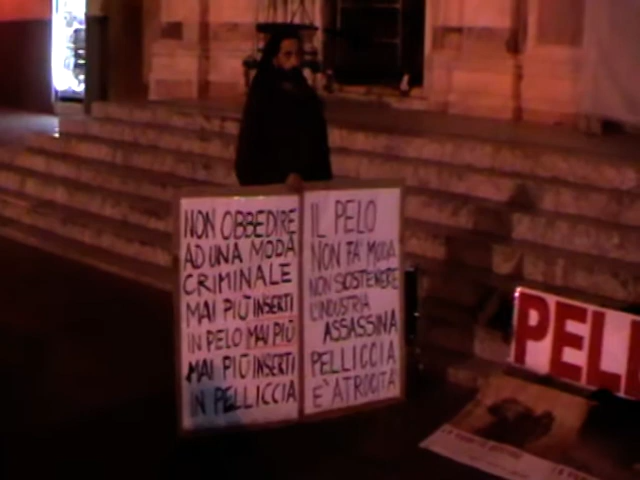 NON OBBEDIRE
AD UNA MODA
CRIMINALE
MAI PIÙ INSERTI
IN PELO MAI PIÙ
MAI PIÙ INSERTI
IN PELLICCIA
IL PELO
NON FA' MODA
NON SOSTENERE
L'INDUSTRIA
ASSASSINA
PELLICCIA
E' ATROCITÀ
PELL